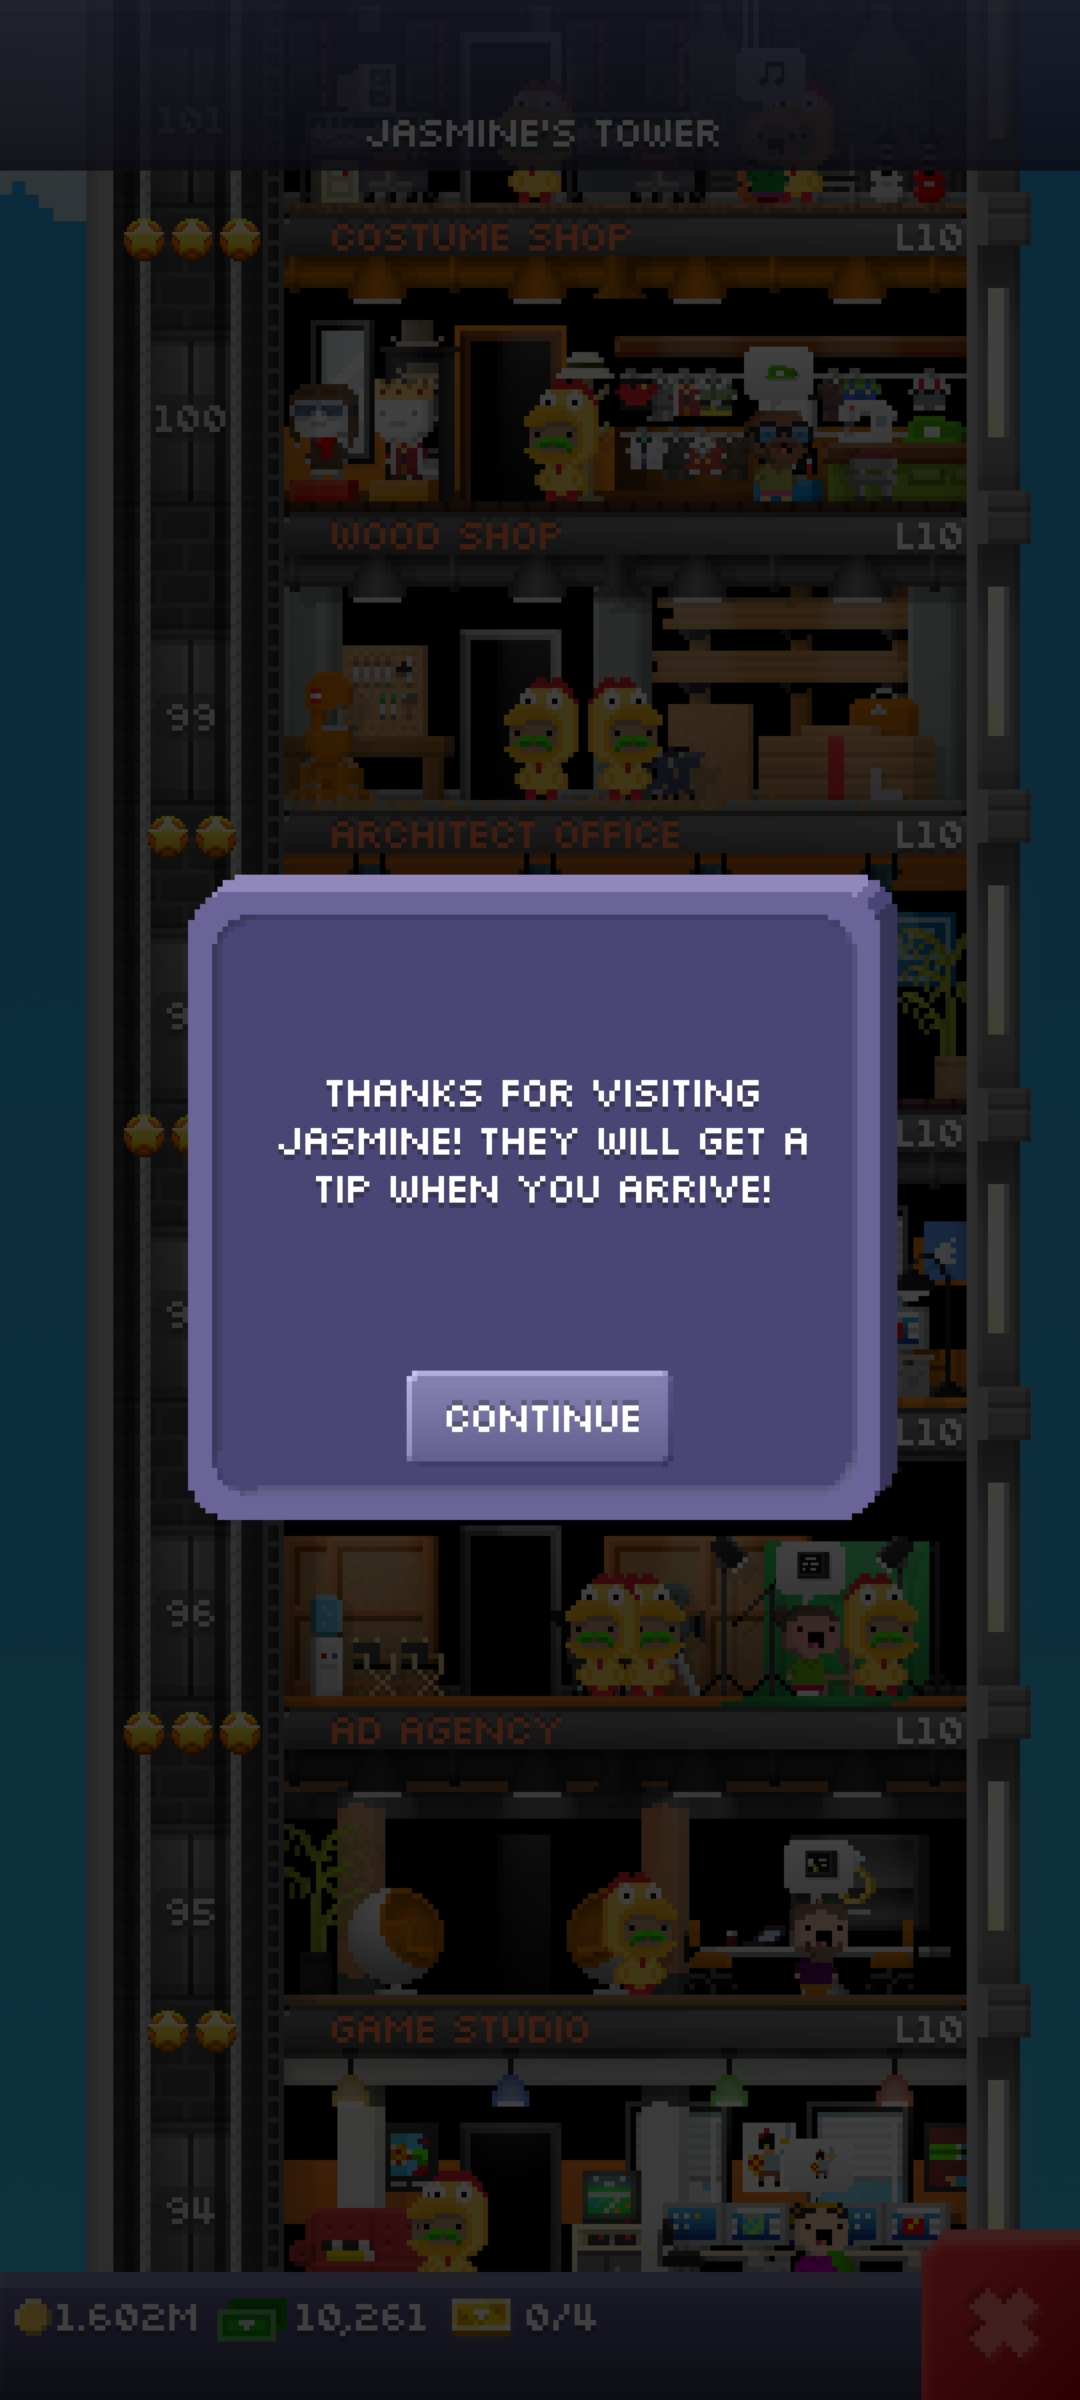 101
JASMINE'S TOWER
COSTUME SHOP L10
100
WOOD SHOP L10
99
ARCHITECT OFFICE L10
THANKS FOR VISITING
JASMINE! THEY WILL GET A
TIP WHEN YOU ARRIVE!
L10
L10
CONTINUE
96
AD AGENCY L10
95
GAME STUDIO L10
94
1.602M 10,261 0/4